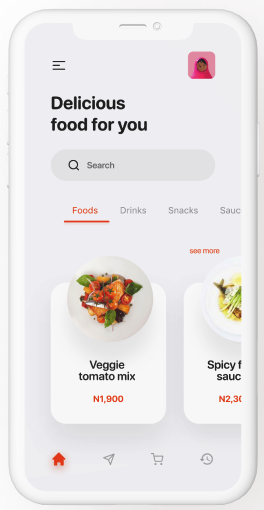 Delicious
food for you
Search
Foods Drinks Snacks Sauc
see more
Veggie
tomato mix
N1,900
Spicy f
sauc
N2,30